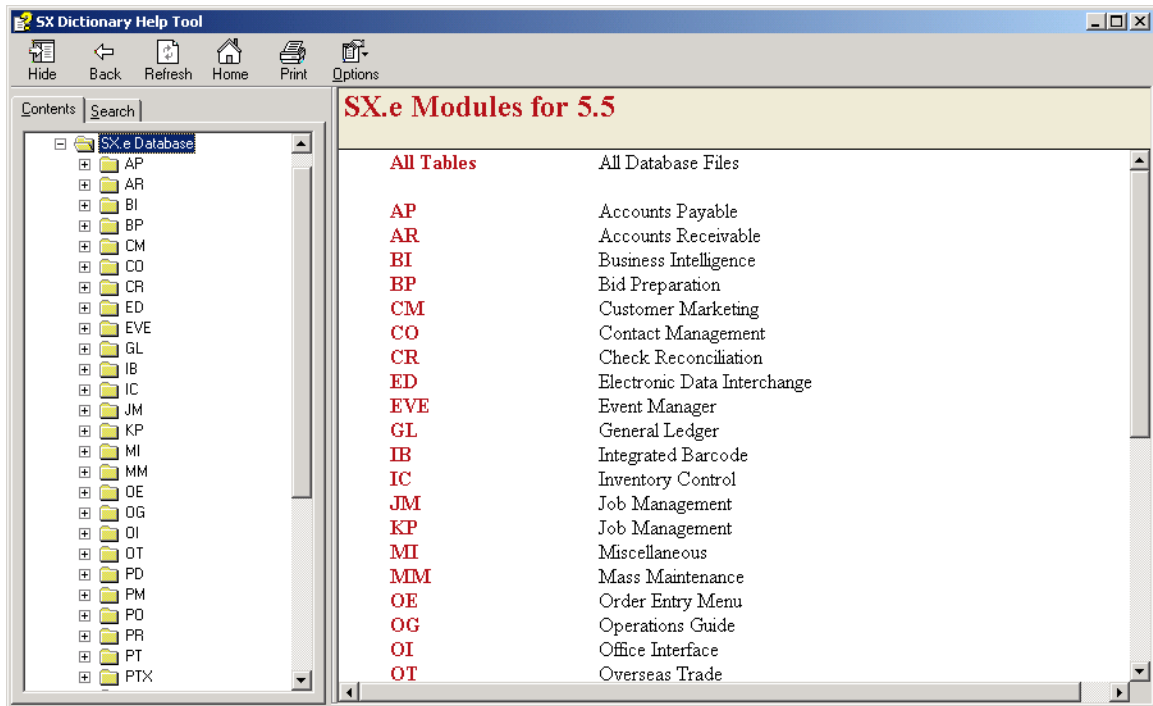 SX Dictionary Help Tool
Hide Back Refresh Home Print Options
Contents Search
SX.e Database
AP
AR
BI
BP
CM
CO
CR
ED
EVE
GL
IB
IC
JM
KP
MI
MM
OE
OG
OI
OT
PD
PM
PO
PR
PT
PTX
SX.e Modules for 5.5
All Tables All Database Files
AP Accounts Payable
AR Accounts Receivable
BI Business Intelligence
BP Bid Preparation
CM Customer Marketing
CO Contact Management
CR Check Reconciliation
ED Electronic Data Interchange
EVE Event Manager
GL General Ledger
IB Integrated Barcode
IC Inventory Control
JM Job Management
KP Job Management
MI Miscellaneous
MM Mass Maintenance
OE Order Entry Menu
OG Operations Guide
OI Office Interface
OT Overseas Trade